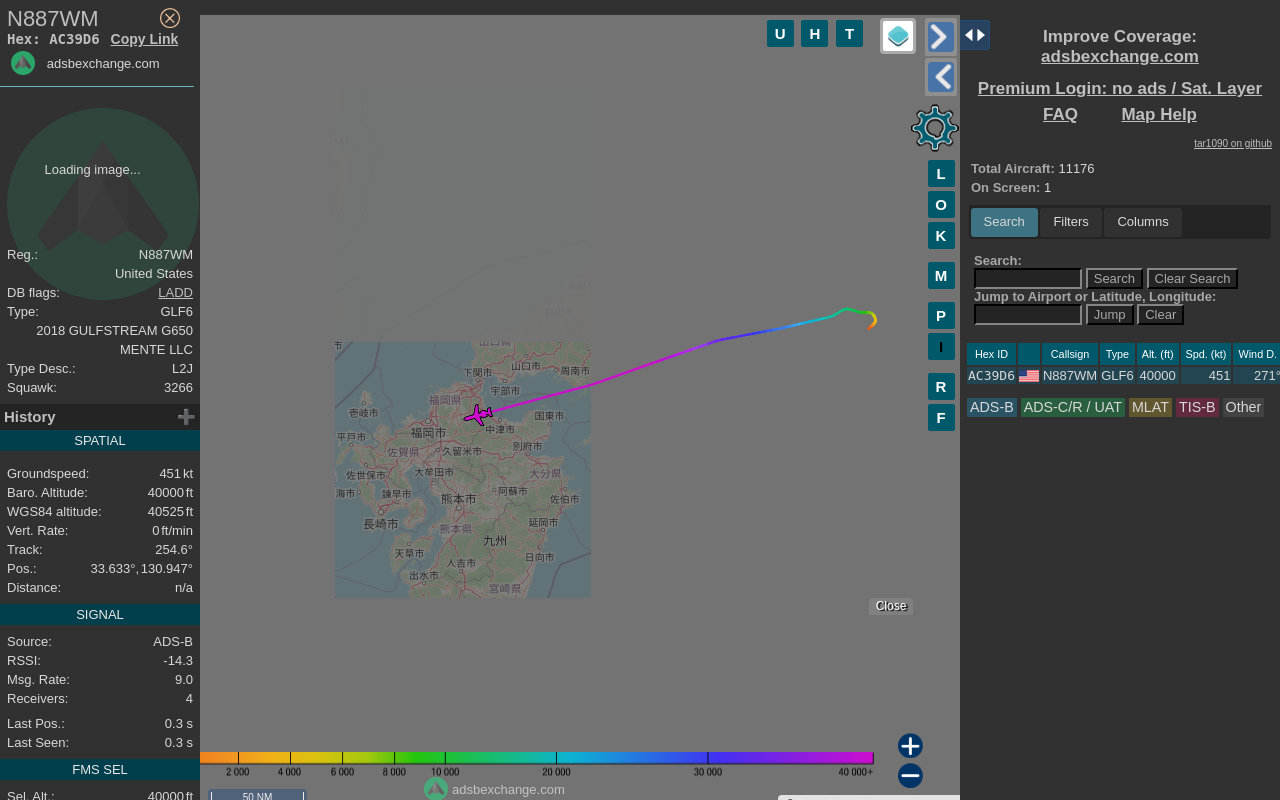 N887WM
Hex: AC39D6 Copy Link
adsbexchange.com
Loading image...
Reg.: N887WM
United States
DB flags: LADD
Type: GLF6
2018 GULFSTREAM G650
MENTE LLC
Type Desc.: L2J
Squawk: 3266
History
SPATIAL
Groundspeed: 451 kt
Baro. Altitude: 40000 ft
WGS84 altitude: 40525 ft
Vert. Rate: 0 ft/min
Track: 254.6°
Pos.: 33.633°, 130.947°
Distance: n/a
SIGNAL
Source: ADS-B
RSSI: -14.3
Msg. Rate: 9.0
Receivers: 4
Last Pos.: 0.3 s
Last Seen: 0.3 s
FMS SEL
Sel. Alt.: 40000 ft
U H T
L
O
K
M
P
I
R
F
山口県
山口市
下関市
周南市
宇部市
福岡県
壱岐市
国東市
中津市
福岡市
平戸市
別府市
佐賀県
久留米市
佐世保市
大牟田市
大分県
阿蘇市
海市
諫早市
熊本市
佐伯市
長崎市
延岡市
熊本県
九州
天草市
日向市
人吉市
出水市
宮崎県
Close
2 000 4 000 6 000 8 000 10 000 20 000 30 000 40 000+
adsbexchange.com
50 NM
Improve Coverage:
adsbexchange.com
Premium Login: no ads / Sat. Layer
FAQ Map Help
tar1090 on github
Total Aircraft: 11176
On Screen: 1
Search Filters Columns
Search:
Search Clear Search
Jump to Airport or Latitude, Longitude:
Jump Clear
Hex ID Callsign Type Alt. (ft) Spd. (kt) Wind D.
AC39D6 N887WM GLF6 40000 451 271°
ADS-B ADS-C/R / UAT MLAT TIS-B Other